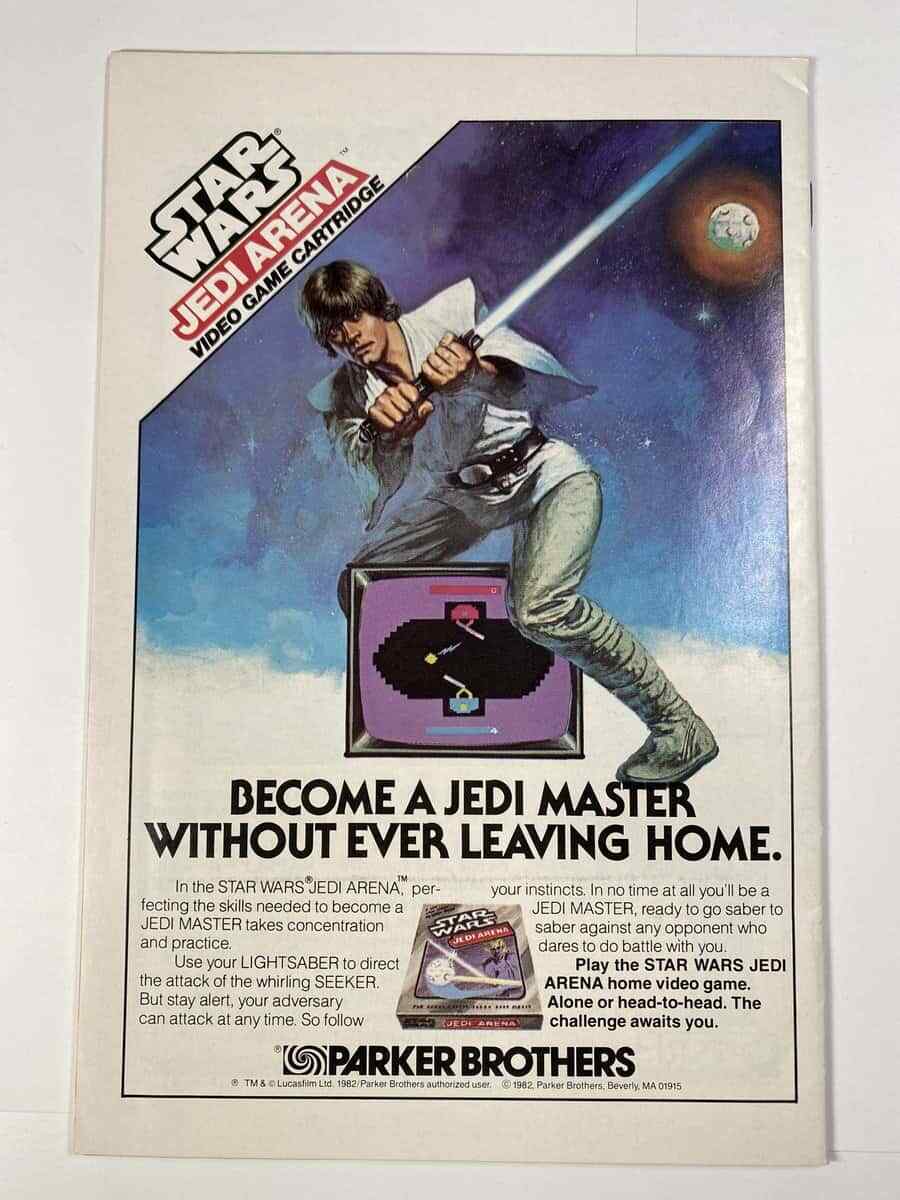 STAR
WARS®
JEDI ARENA™
VIDEO GAME CARTRIDGE
0
4
BECOME A JEDI MASTER
WITHOUT EVER LEAVING HOME.
In the STAR WARS® JEDI ARENA,™ per-
fecting the skills needed to become a
JEDI MASTER takes concentration
and practice.
Use your LIGHTSABER to direct
the attack of the whirling SEEKER.
But stay alert, your adversary
can attack at any time. So follow
your instincts. In no time at all you'll be a
JEDI MASTER, ready to go saber to
saber against any opponent who
dares to do battle with you.
Play the STAR WARS JEDI
ARENA home video game.
Alone or head-to-head. The
challenge awaits you.
STAR
WARS
JEDI ARENA
JEDI ARENA
® PARKER BROTHERS
® TM & © Lucasfilm Ltd. 1982/Parker Brothers authorized user. © 1982, Parker Brothers, Beverly, MA 01915